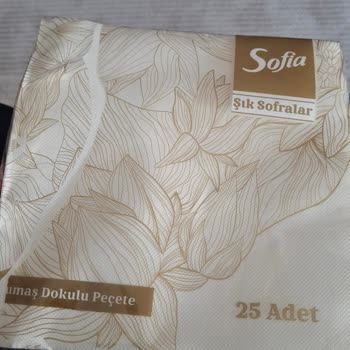 Sofia
Şık Sofralar
umaş Dokulu Peçete
25 Adet